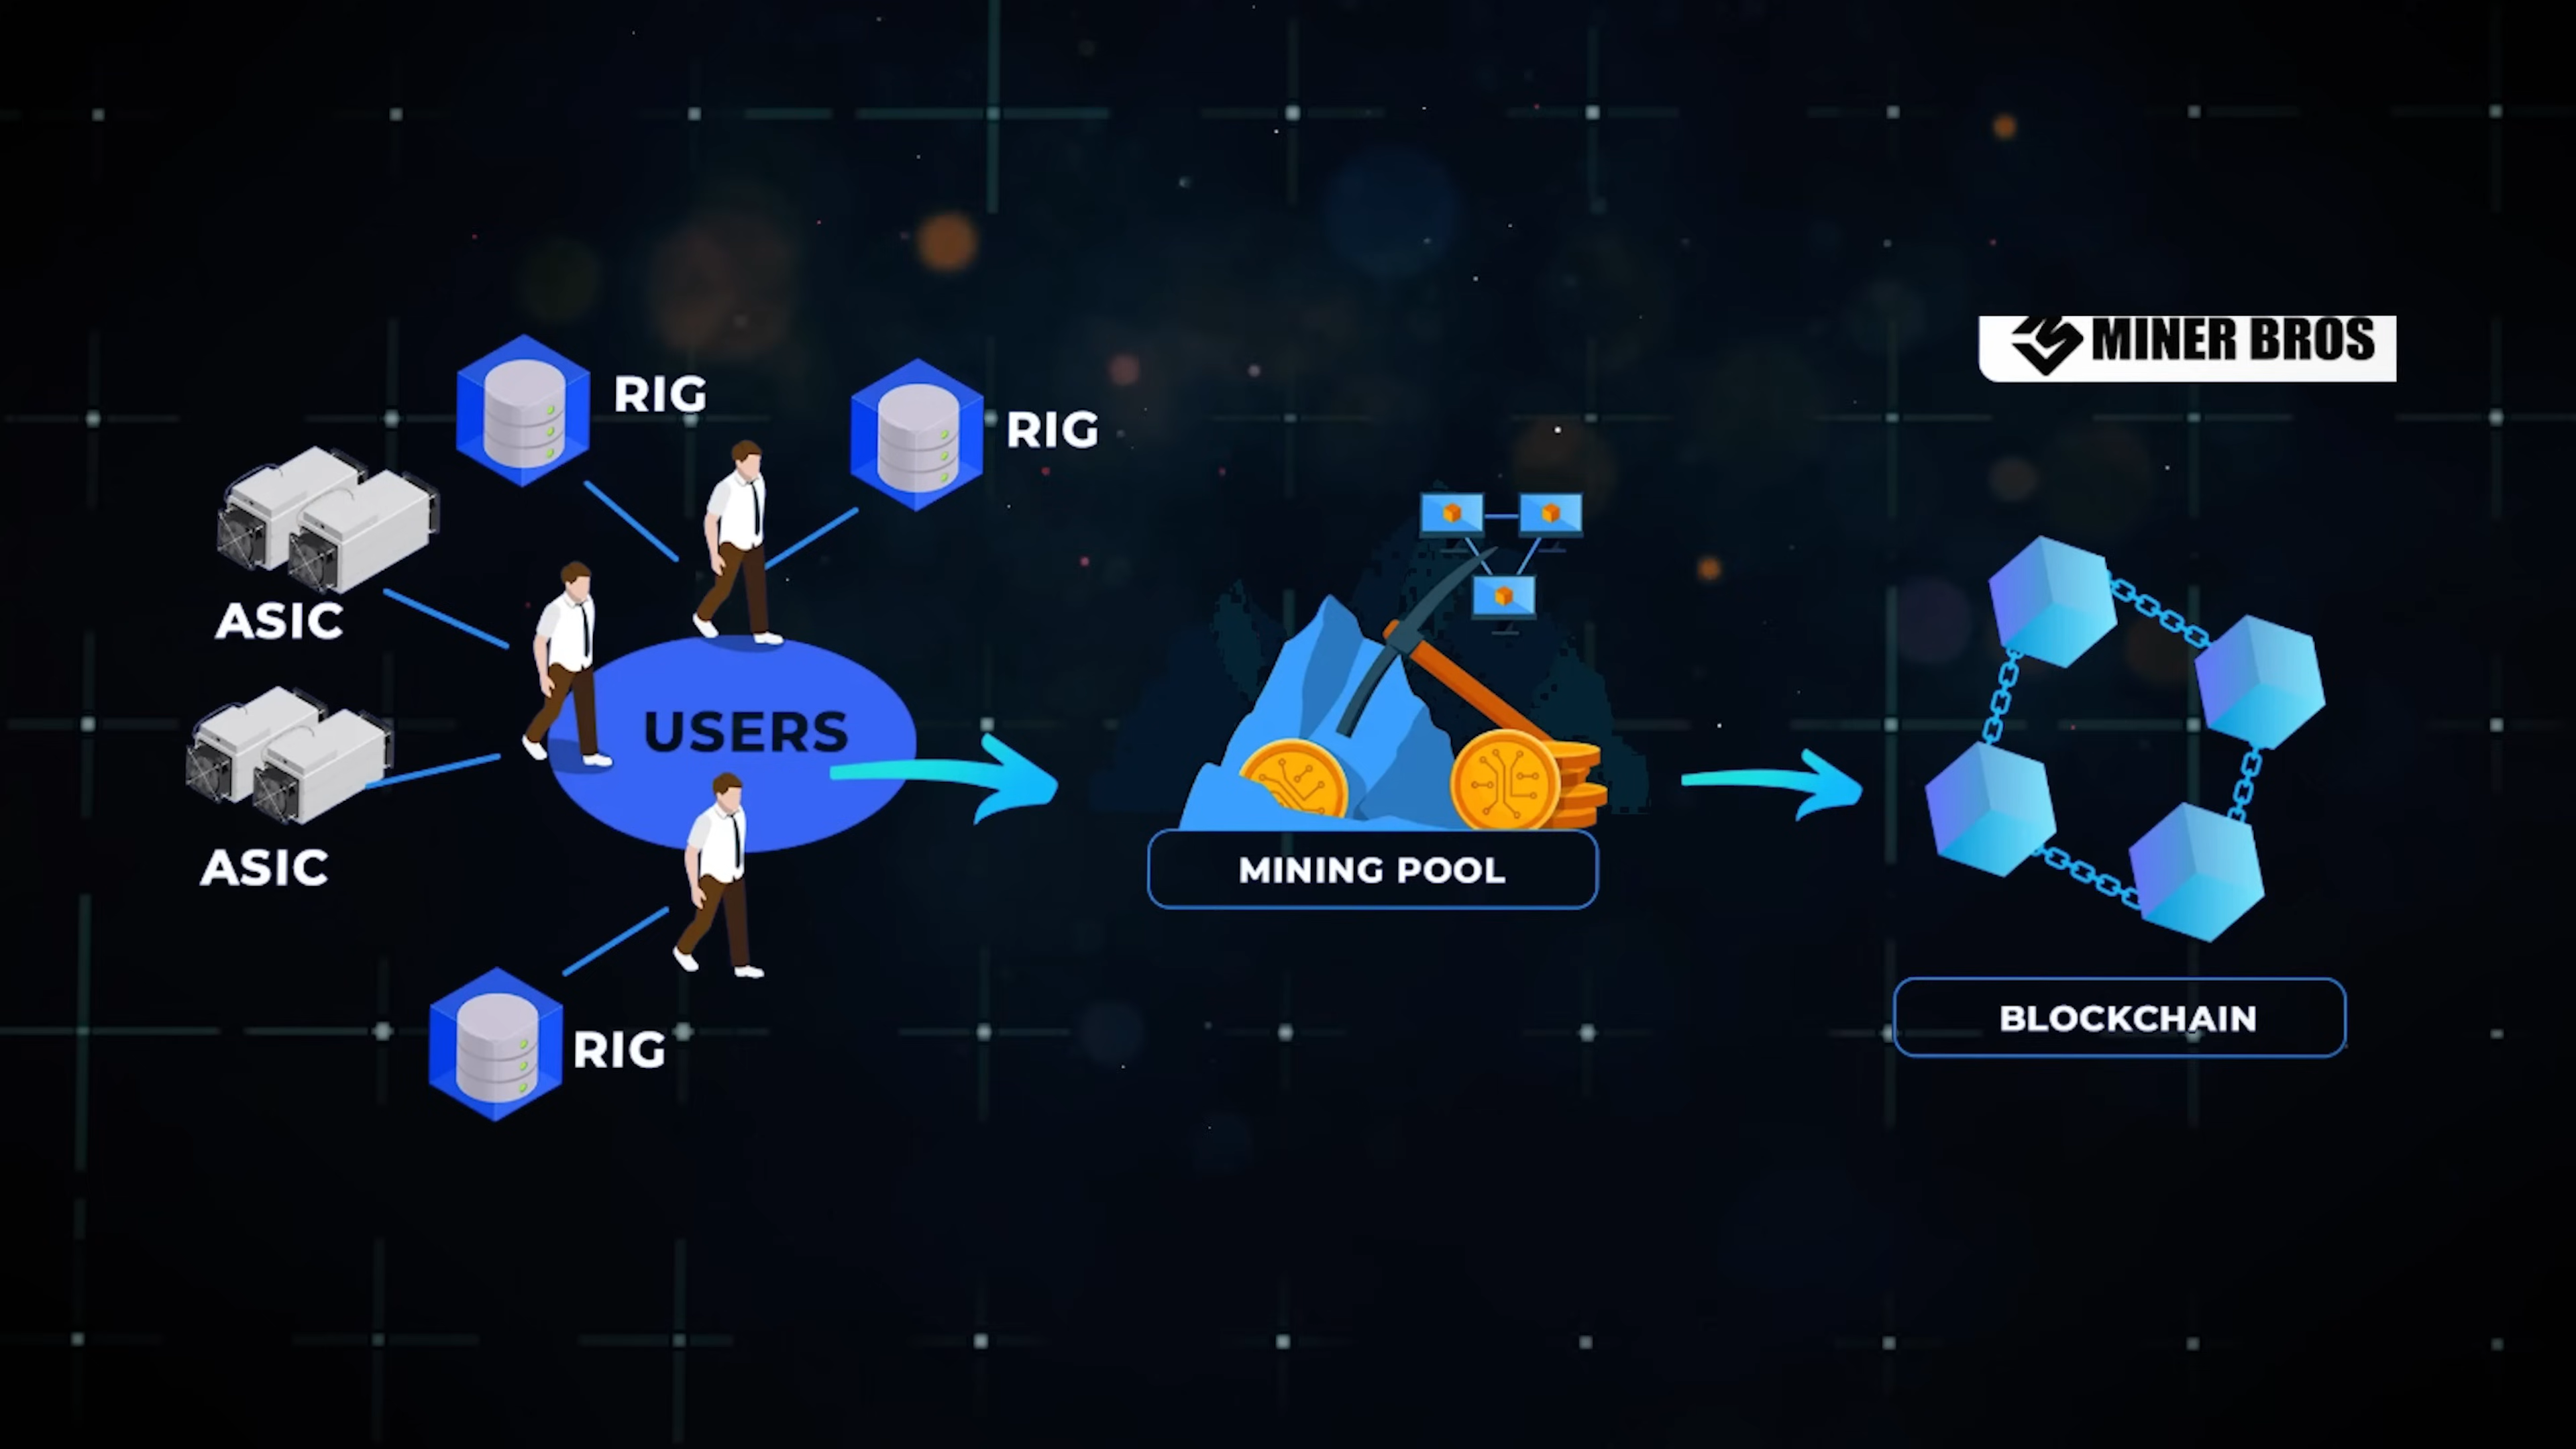 MINER BROS
RIG
RIG
ASIC
USERS
ASIC
MINING POOL
BLOCKCHAIN
RIG